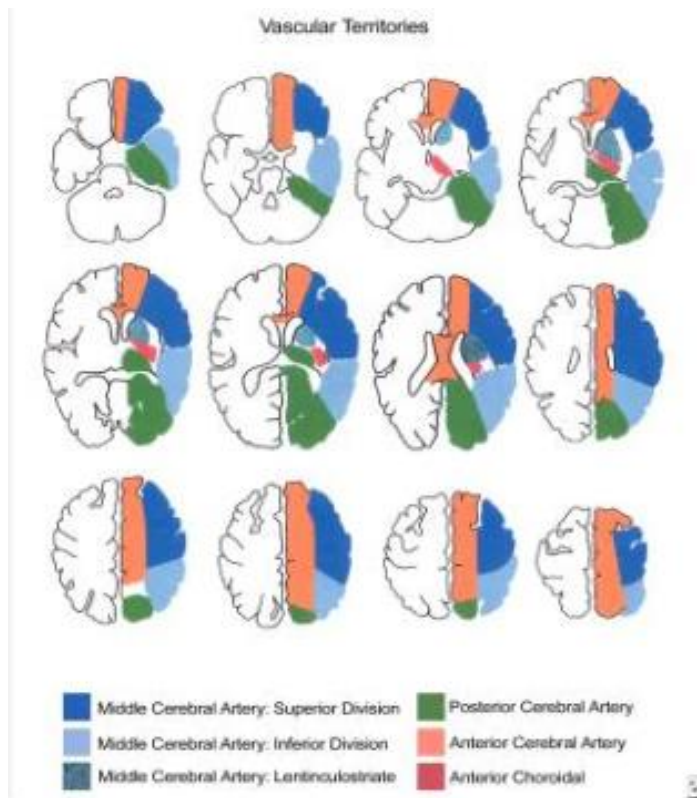 Vascular Territories
Middle Cerebral Artery: Superior Division
Posterior Cerebral Artery
Middle Cerebral Artery: Inferior Division
Anterior Cerebral Artery
Middle Cerebral Artery: Lentinculostriate
Anterior Choroidal